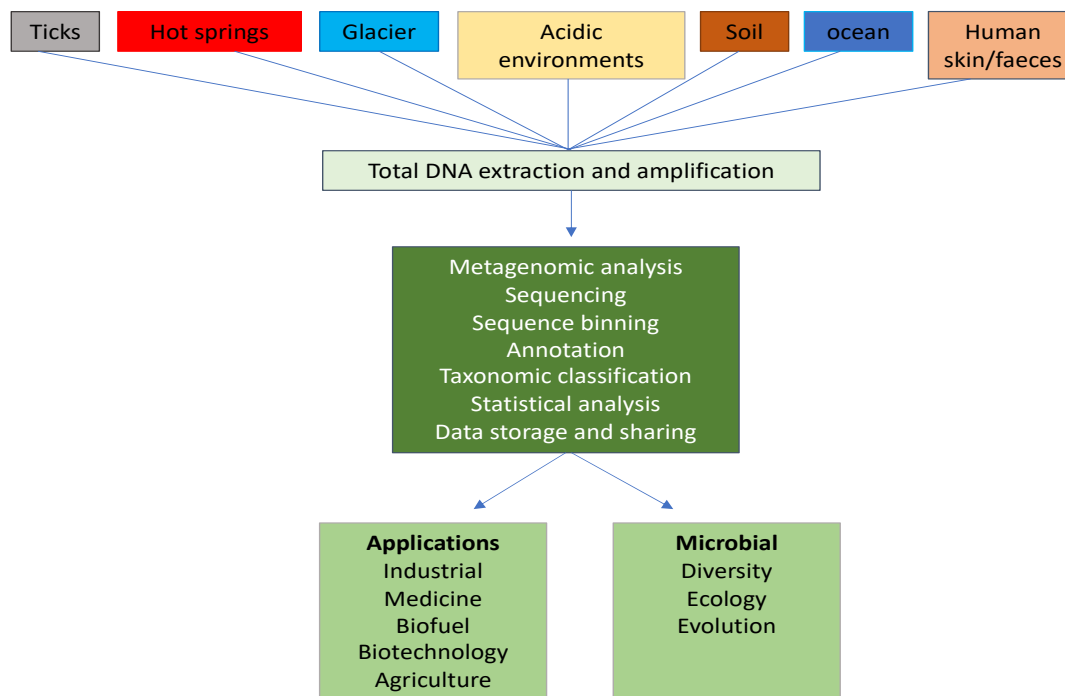 Ticks
Hot springs
Glacier
Acidic
environments
Soil
ocean
Human
skin/faeces
Total DNA extraction and amplification
Metagenomic analysis
Sequencing
Sequence binning
Annotation
Taxonomic classification
Statistical analysis
Data storage and sharing
Applications
Industrial
Medicine
Biofuel
Biotechnology
Agriculture
Microbial
Diversity
Ecology
Evolution